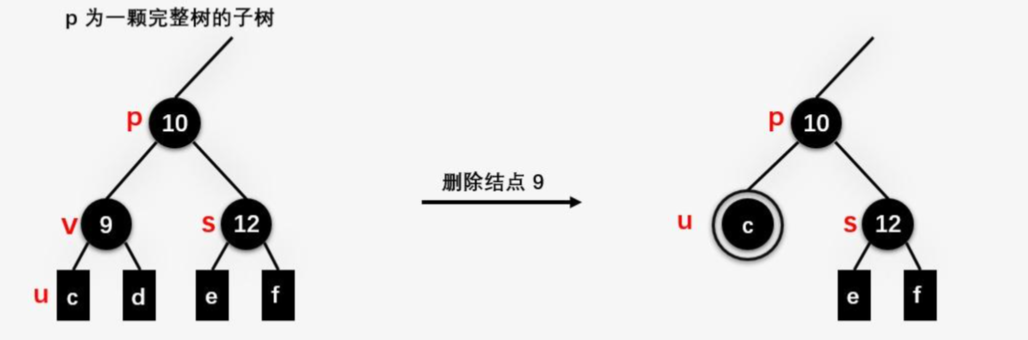 p 为一颗完整树的子树
p 10
v 9 s 12
u c d e f
删除结点 9
p 10
u c s 12
e f